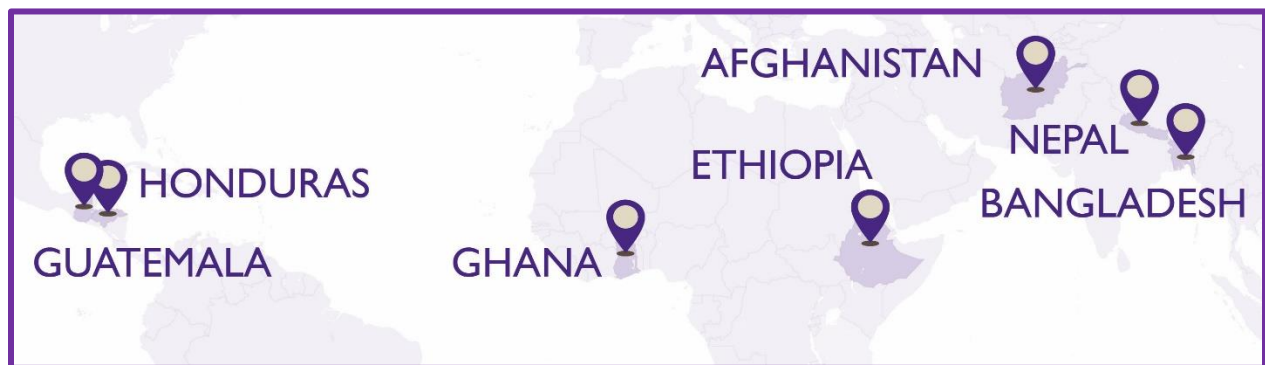 AFGHANISTAN
NEPAL
ETHIOPIA
HONDURAS
BANGLADESH
GUATEMALA
GHANA